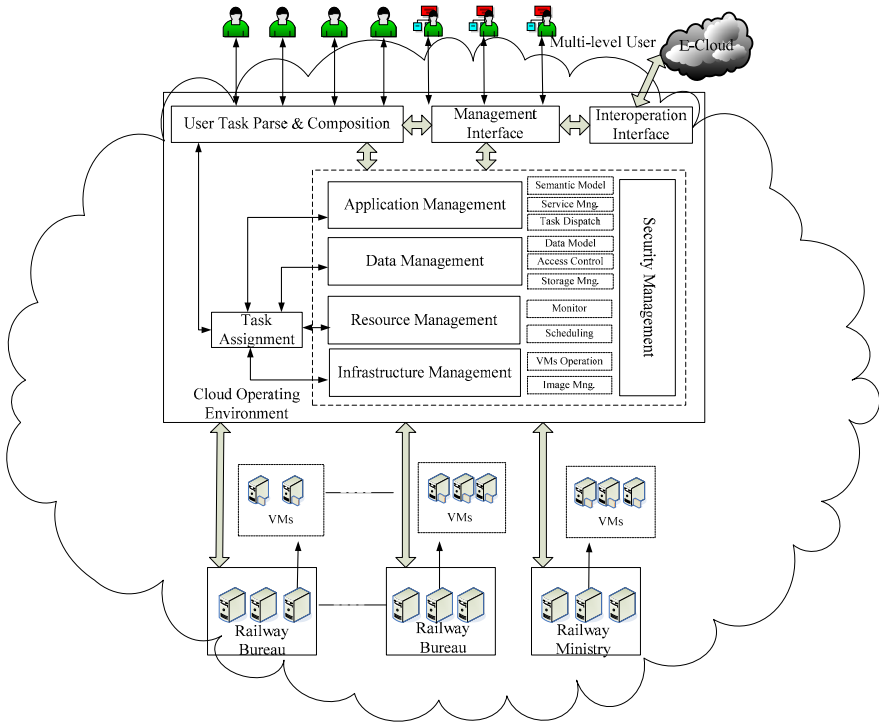 Multi-level User
E-Cloud
User Task Parse & Composition
Management
Interface
Interoperation
Interface
Application Management
Semantic Model
Service Mng.
Task Dispatch
Data Management
Data Model
Access Control
Storage Mng.
Security Management
Task
Assignment
Resource Management
Monitor
Scheduling
Infrastructure Management
VMs Operation
Image Mng.
Cloud Operating
Environment
VMs
VMs
VMs
Railway
Bureau
Railway
Bureau
Railway
Ministry